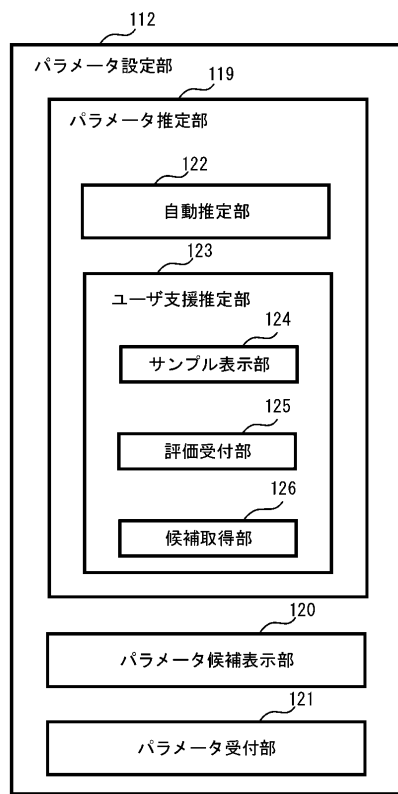 112
パラメータ設定部
119
パラメータ推定部
122
自動推定部
123
ユーザ支援推定部
124
サンプル表示部
125
評価受付部
126
候補取得部
120
パラメータ候補表示部
121
パラメータ受付部